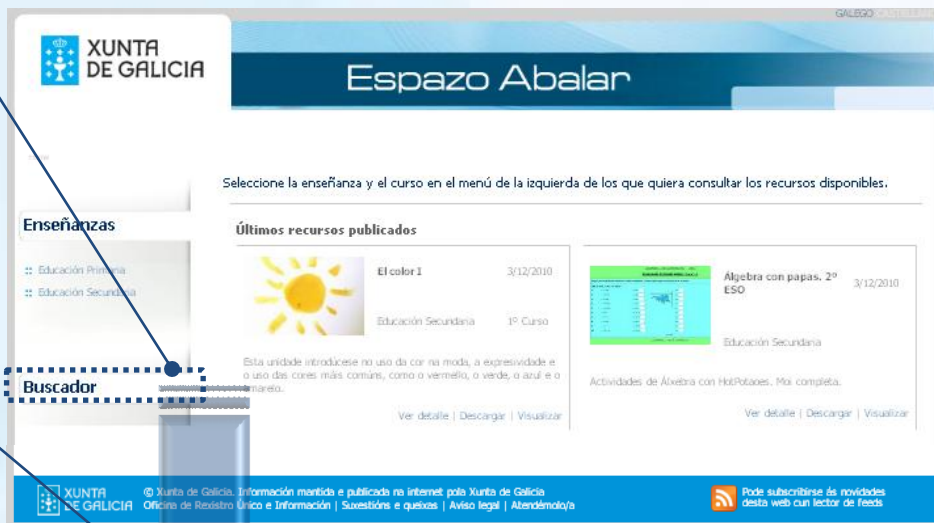 GALEGO CASTELLANO
XUNTA
DE GALICIA
Espazo Abalar
Seleccione la enseñanza y el curso en el menú de la izquierda de los que quiera consultar los recursos disponibles.
Enseñanzas
Educación Primaria
Educación Secundaria
Buscador
Últimos recursos publicados
El color I 3/12/2010
Educación Secundaria 1º Curso
Esta unidade introdúcese no uso da cor na moda, a expresividade e
o uso das cores máis comúns, como o vermello, o verde, o azul e o
amarelo.
Ver detalle | Descargar | Visualizar
Álgebra con papas. 2º
ESO
3/12/2010
Educación Secundaria
Actividades de Álxebra con HotPotaoes. Moi completa.
Ver detalle | Descargar | Visualizar
XUNTA
DE GALICIA
© Xunta de Galicia. Información mantida e publicada na internet pola Xunta de Galicia
Oficina de Rexistro Único e Información | Suxestións e queixas | Aviso legal | Atendémolo/a
Pode subscribirse ás novidades
desta web cun lector de feeds